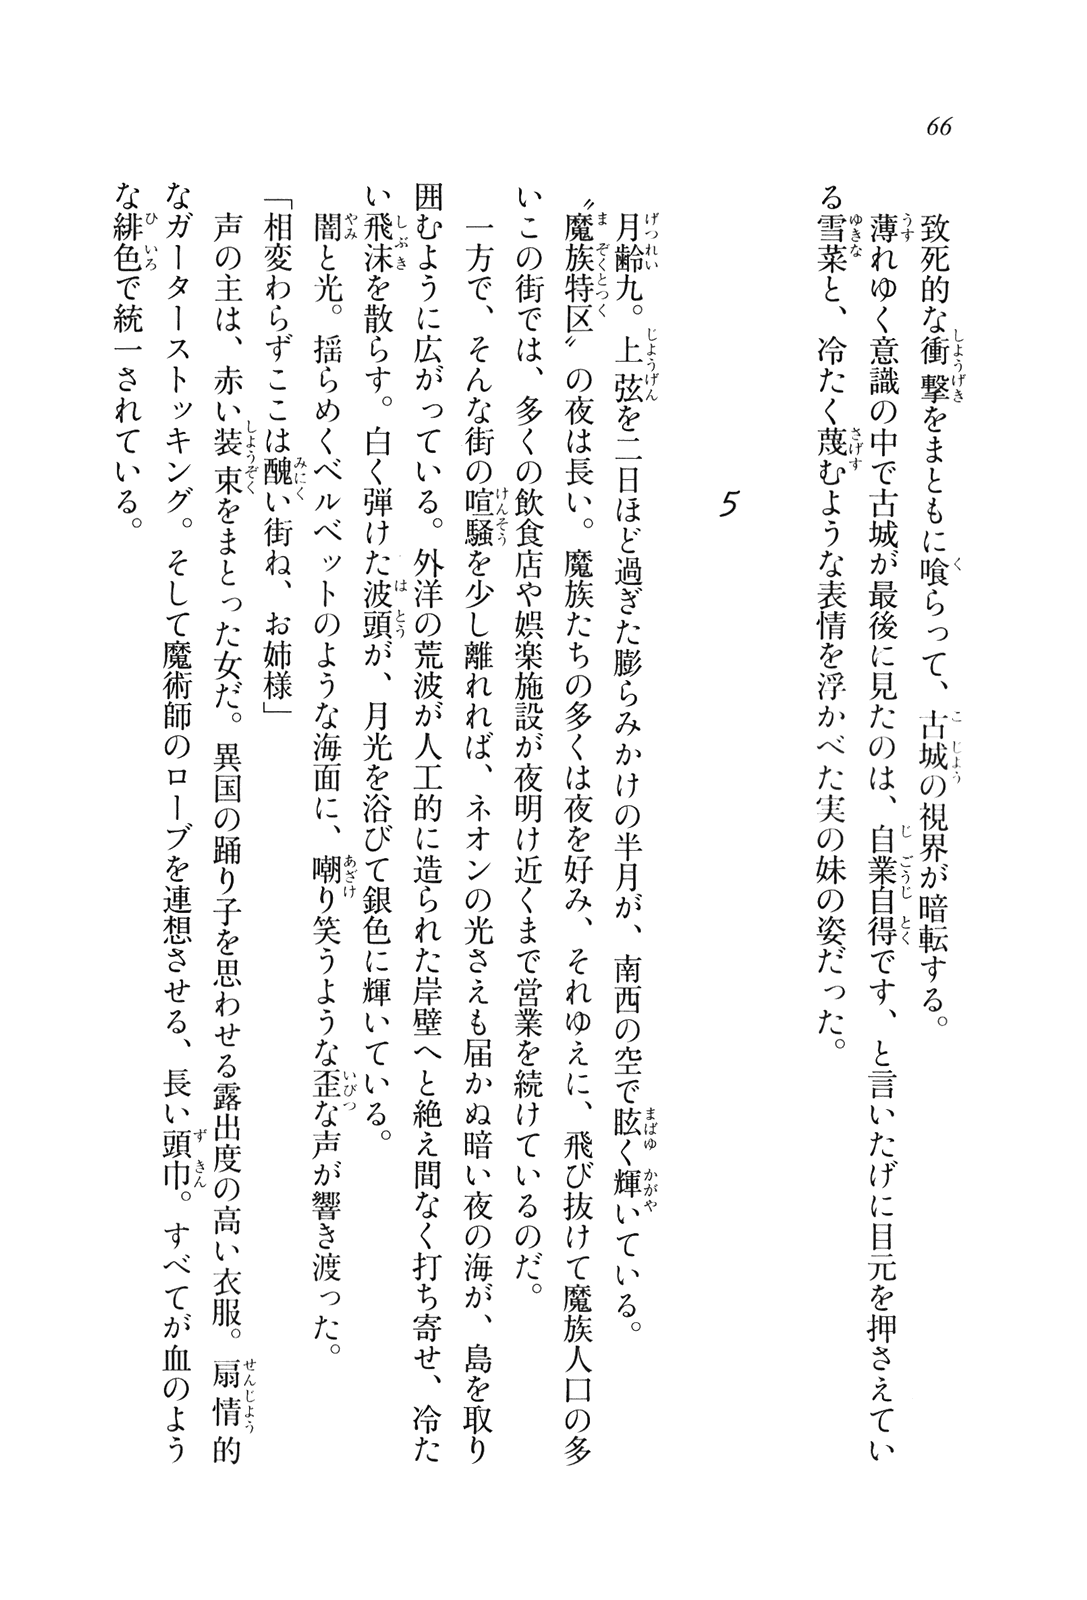 66
致死的な衝撃をまともに喰らって、古城の視界が暗転する。
薄れゆく意識の中で古城が最後に見たのは、自業自得です、と言いたげに目元を押さえてい
る雪菜と、冷たく蔑むような表情を浮かべた実の妹の姿だった。
5
月齢九。上弦を二日ほど過ぎた膨らみかけの半月が、南西の空で眩く輝いている。
〝魔族特区〟の夜は長い。魔族たちの多くは夜を好み、それゆえに、飛び抜けて魔族人口の多
いこの街では、多くの飲食店や娯楽施設が夜明け近くまで営業を続けているのだ。
一方で、そんな街の喧騒を少し離れれば、ネオンの光さえも届かぬ暗い夜の海が、島を取り
囲むように広がっている。外洋の荒波が人工的に造られた岸壁へと絶え間なく打ち寄せ、冷た
い飛沫を散らす。白く弾けた波頭が、月光を浴びて銀色に輝いている。
闇と光。揺らめくベルベットのような海面に、嘲り笑うような歪な声が響き渡った。
「相変わらずここは醜い街ね、お姉様」
声の主は、赤い装束をまとった女だ。異国の踊り子を思わせる露出度の高い衣服。扇情的
なガーターストッキング。そして魔術師のローブを連想させる、長い頭巾。すべてが血のよう
な緋色で統一されている。